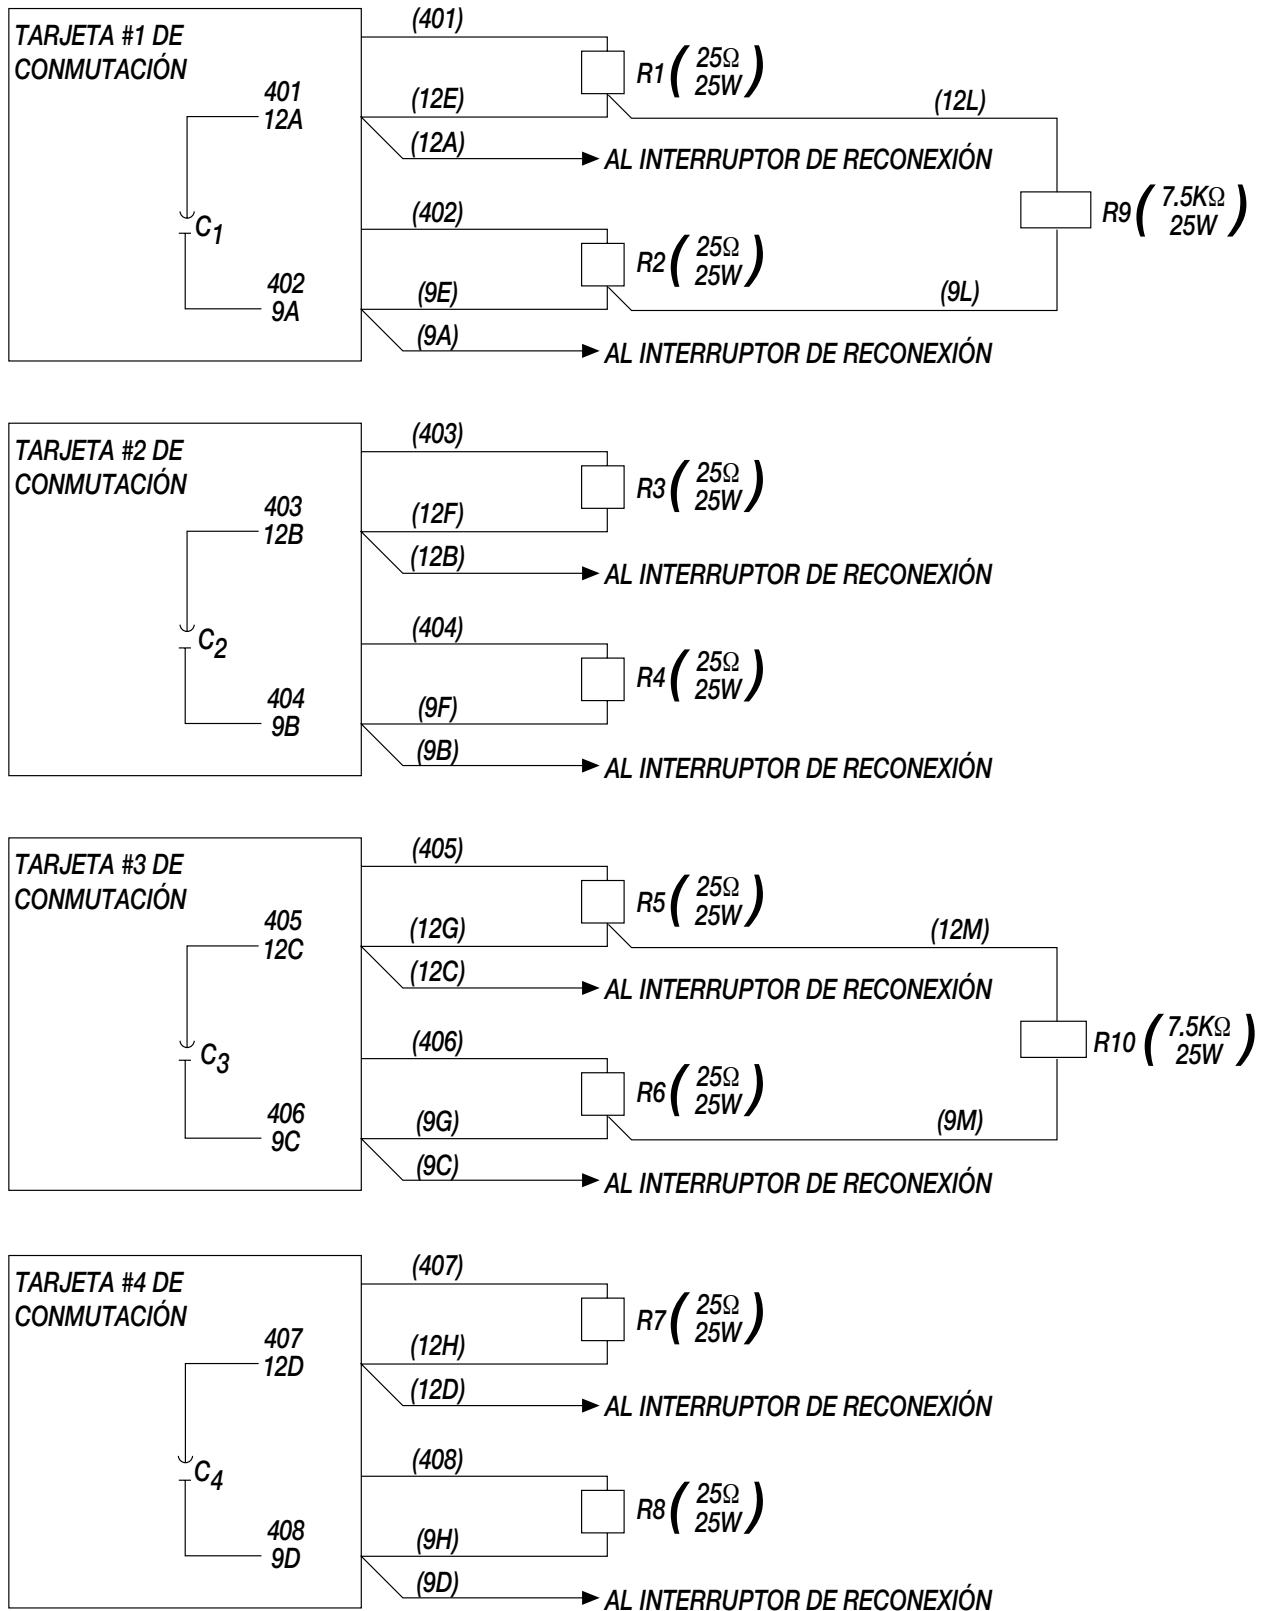 TARJETA #1 DE
CONMUTACIÓN
401
12A
C1
402
9A
(401)
R1 (25Ω
25W)
(12E)
(12A)
AL INTERRUPTOR DE RECONEXIÓN
(12L)
R9 (7.5KΩ
25W)
(402)
R2 (25Ω
25W)
(9E)
(9L)
(9A)
AL INTERRUPTOR DE RECONEXIÓN
TARJETA #2 DE
CONMUTACIÓN
403
12B
C2
404
9B
(403)
R3 (25Ω
25W)
(12F)
(12B)
AL INTERRUPTOR DE RECONEXIÓN
(404)
R4 (25Ω
25W)
(9F)
(9B)
AL INTERRUPTOR DE RECONEXIÓN
TARJETA #3 DE
CONMUTACIÓN
405
12C
C3
406
9C
(405)
R5 (25Ω
25W)
(12G)
(12C)
AL INTERRUPTOR DE RECONEXIÓN
(12M)
R10 (7.5KΩ
25W)
(406)
R6 (25Ω
25W)
(9G)
(9M)
(9C)
AL INTERRUPTOR DE RECONEXIÓN
TARJETA #4 DE
CONMUTACIÓN
407
12D
C4
408
9D
(407)
R7 (25Ω
25W)
(12H)
(12D)
AL INTERRUPTOR DE RECONEXIÓN
(408)
R8 (25Ω
25W)
(9H)
(9D)
AL INTERRUPTOR DE RECONEXIÓN